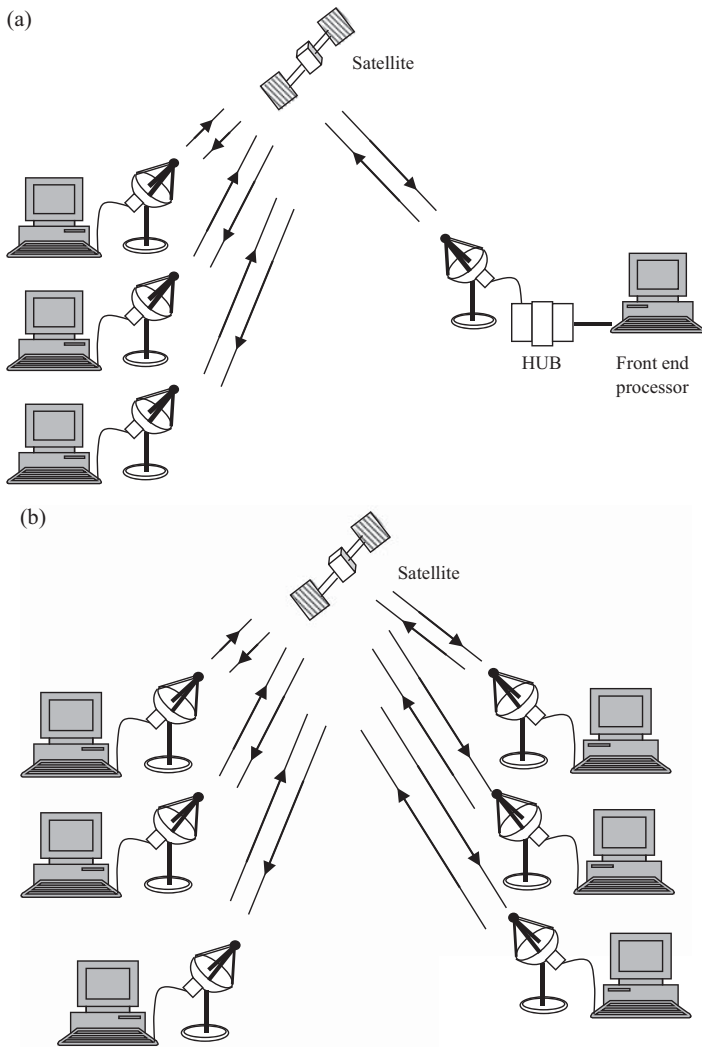 (a)
Satellite
HUB
Front end
processor
(b)
Satellite